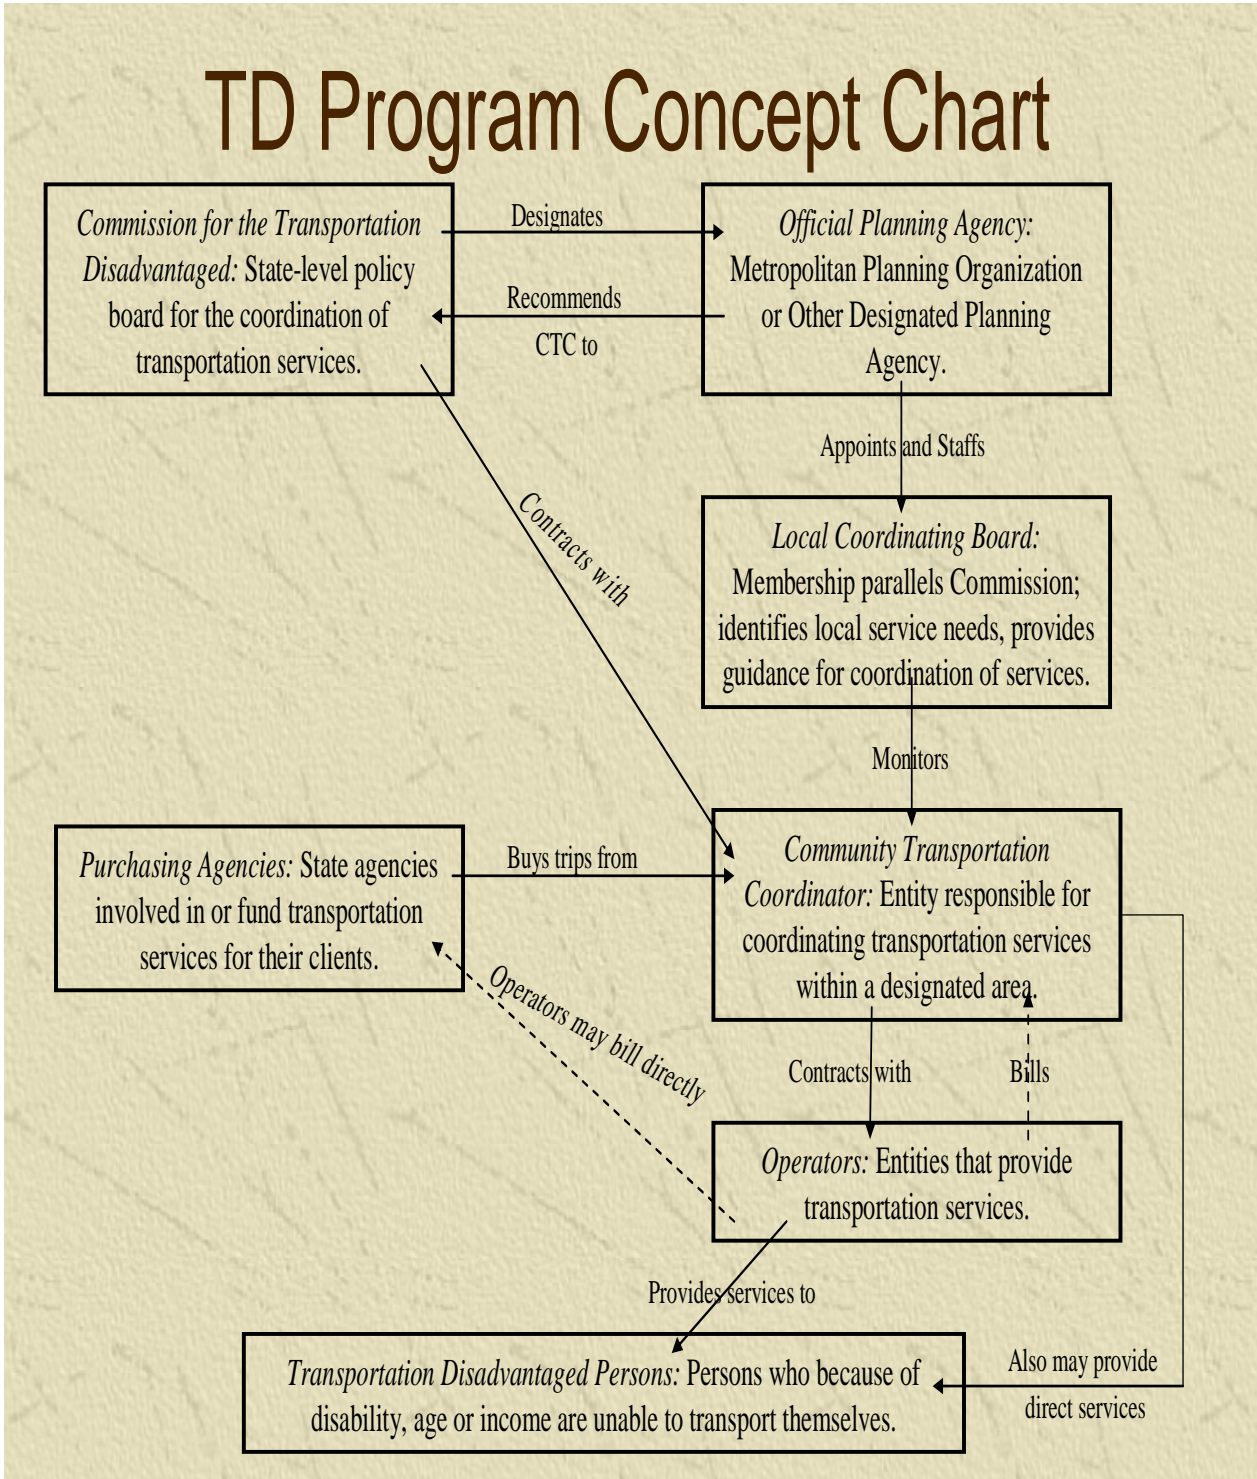 TD Program Concept Chart
Commission for the Transportation
Disadvantaged: State-level policy
board for the coordination of
transportation services.
Designates
Recommends
CTC to
Official Planning Agency:
Metropolitan Planning Organization
or Other Designated Planning
Agency.
Appoints and Staffs
Contracts with
Local Coordinating Board:
Membership parallels Commission;
identifies local service needs, provides
guidance for coordination of services.
Monitors
Purchasing Agencies: State agencies
involved in or fund transportation
services for their clients.
Buys trips from
Community Transportation
Coordinator: Entity responsible for
coordinating transportation services
within a designated area.
Operators may bill directly
Contracts with
Bills
Operators: Entities that provide
transportation services.
Provides services to
Transportation Disadvantaged Persons: Persons who because of
disability, age or income are unable to transport themselves.
Also may provide
direct services